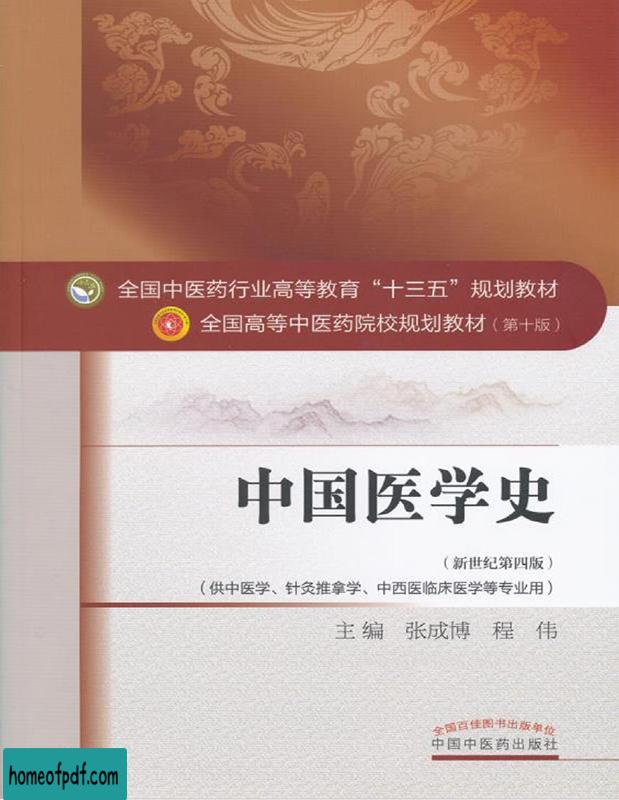 全国中医药行业高等教育“十三五”规划教材
全国高等中医药院校规划教材（第十版）
中国医学史
（新世纪第四版）
（供中医学、针灸推拿学、中西医临床医学等专业用）
主 编 张成博 程 伟
全国百佳图书出版单位
中国中医药出版社
homeofpdf.com